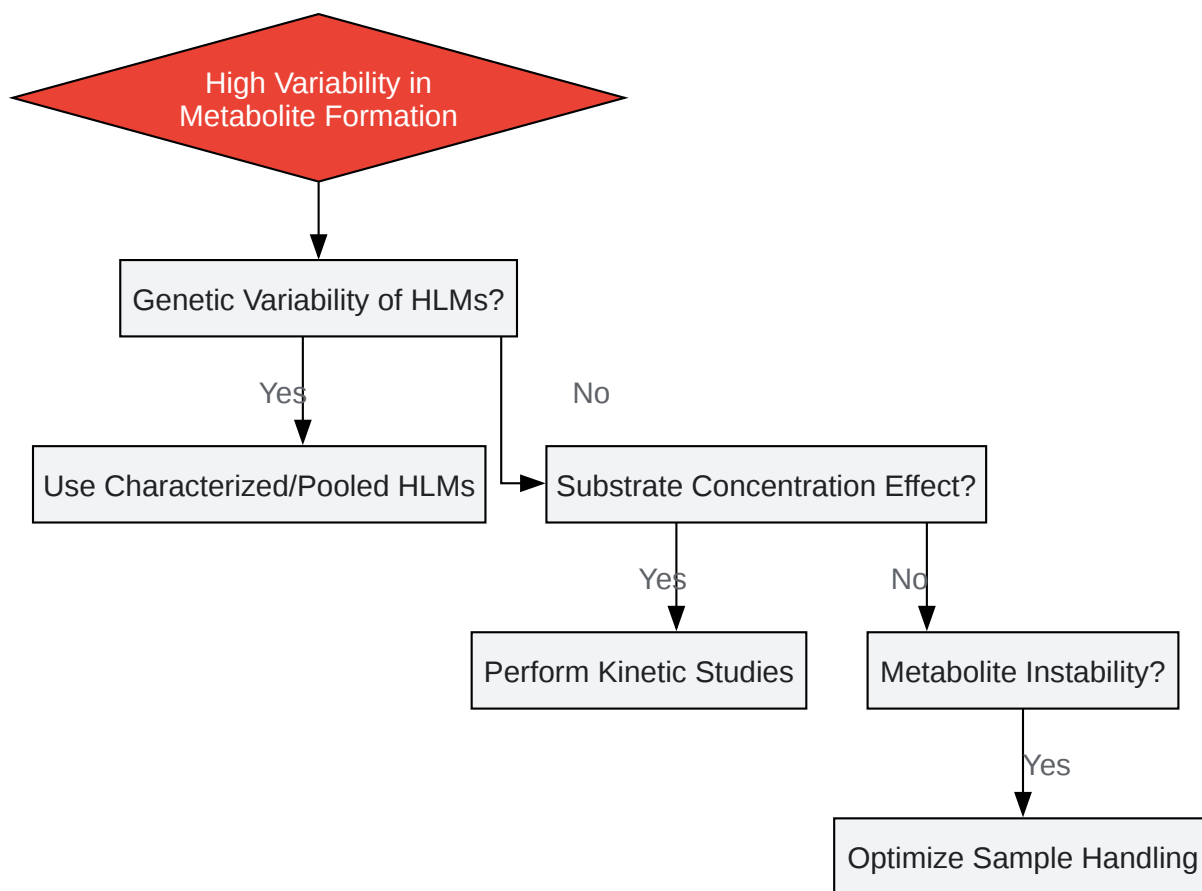 High Variability in
Metabolite Formation
Genetic Variability of HLMs?
Yes
No
Use Characterized/Pooled HLMs
Substrate Concentration Effect?
Yes
No
Perform Kinetic Studies
Metabolite Instability?
Yes
Optimize Sample Handling